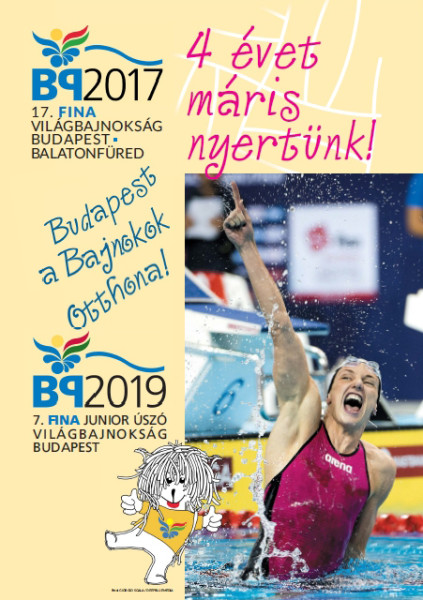 BP2017
17. FINA
VILÁGBAJNOKSÁG
BUDAPEST •
BALATONFÜRED
4 évet
máris
nyertünk!
Budapest
a Bajnokok
Otthona!
BP2019
7. FINA JUNIOR ÚSZÓ
VILÁGBAJNOKSÁG
BUDAPEST
arena
6